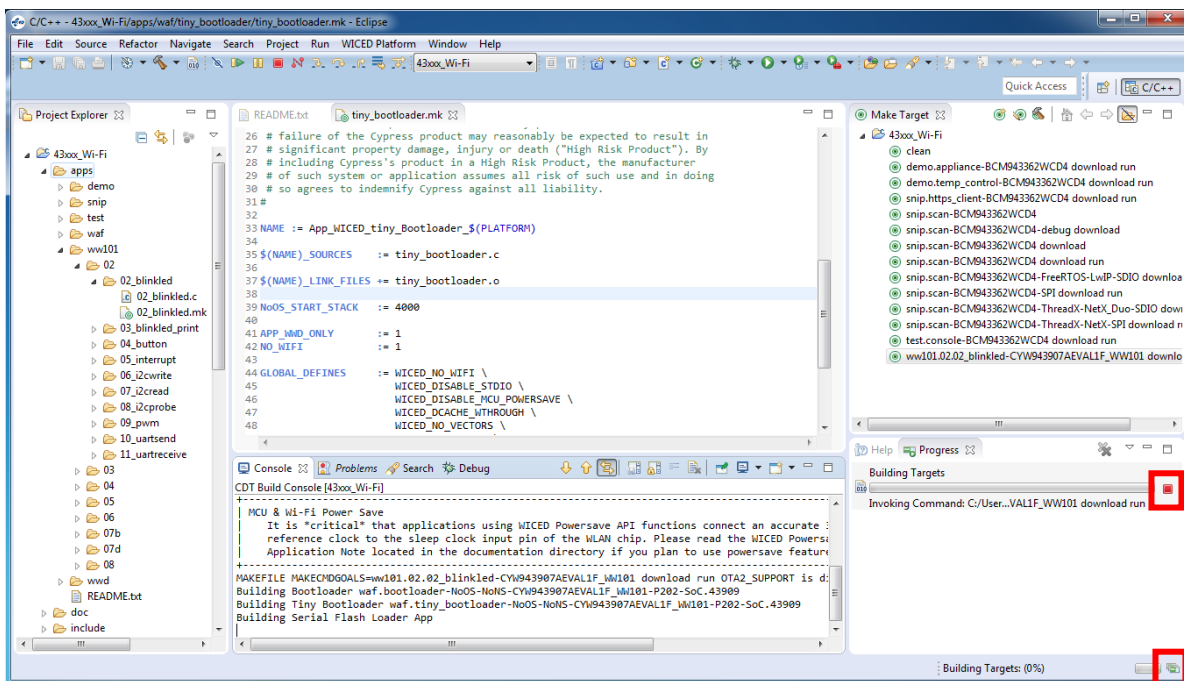 C/C++ - 43xxx_Wi-Fi/apps/waf/tiny_bootloader/tiny_bootloader.mk - Eclipse
File Edit Source Refactor Navigate Search Project Run WICED Platform Window Help
43xxx_Wi-Fi
Quick Access
C/C++
Project Explorer
43xxx_Wi-Fi
apps
demo
snip
test
waf
ww101
02
02_blinkled
02_blinkled.c
02_blinkled.mk
03_blinkled_print
04_button
05_interrupt
06_i2cwrite
07_i2cread
08_i2cprobe
09_pwm
10_uartsend
11_uartreceive
03
04
05
06
07b
07d
08
wwd
README.txt
doc
include
README.txt
tiny_bootloader.mk
26 # failure of the Cypress product may reasonably be expected to result in
27 # significant property damage, injury or death ("High Risk Product"). By
28 # including Cypress's product in a High Risk Product, the manufacturer
29 # of such system or application assumes all risk of such use and in doing
30 # so agrees to indemnify Cypress against all liability.
31 #
32
33 NAME := App_WICED_tiny_Bootloader_$(PLATFORM)
34
35 $(NAME)_SOURCES := tiny_bootloader.c
36
37 $(NAME)_LINK_FILES += tiny_bootloader.o
38
39 NoOS_START_STACK := 4000
40
41 APP_WWD_ONLY := 1
42 NO_WIFI := 1
43
44 GLOBAL_DEFINES := WICED_NO_WIFI \
45 WICED_DISABLE_STDIO \
46 WICED_DISABLE_MCU_POWERSAVE \
47 WICED_DCACHE_WTHROUGH \
48 WICED_NO_VECTORS \
Console Problems Search Debug
CDT Build Console [43xxx_Wi-Fi]
+-----------------------------------------------------------------------------------
| MCU & Wi-Fi Power Save
| It is *critical* that applications using WICED Powersave API functions connect an accurate
| reference clock to the sleep clock input pin of the WLAN chip. Please read the WICED Powersa
| Application Note located in the documentation directory if you plan to use powersave feature
+-----------------------------------------------------------------------------------
MAKEFILE MAKECMDGOALS=ww101.02.02_blinkled-CYW943907AEVAL1F_WW101 download run OTA2_SUPPORT is di
Building Bootloader waf.bootloader-NoOS-NoNS-CYW943907AEVAL1F_WW101-P202-SoC.43909
Building Tiny Bootloader waf.tiny_bootloader-NoOS-NoNS-CYW943907AEVAL1F_WW101-P202-SoC.43909
Building Serial Flash Loader App
Make Target
43xxx_Wi-Fi
clean
demo.appliance-BCM943362WCD4 download run
demo.temp_control-BCM943362WCD4 download run
snip.https_client-BCM943362WCD4 download run
snip.scan-BCM943362WCD4
snip.scan-BCM943362WCD4-debug download
snip.scan-BCM943362WCD4 download
snip.scan-BCM943362WCD4 download run
snip.scan-BCM943362WCD4-FreeRTOS-LwIP-SDIO downloa
snip.scan-BCM943362WCD4-SPI download run
snip.scan-BCM943362WCD4-ThreadX-NetX_Duo-SDIO dow
snip.scan-BCM943362WCD4-ThreadX-NetX-SPI download r
test.console-BCM943362WCD4 download run
ww101.02.02_blinkled-CYW943907AEVAL1F_WW101 downlo
Help Progress
Building Targets
Invoking Command: C:/User...VAL1F_WW101 download run
Building Targets: (0%)